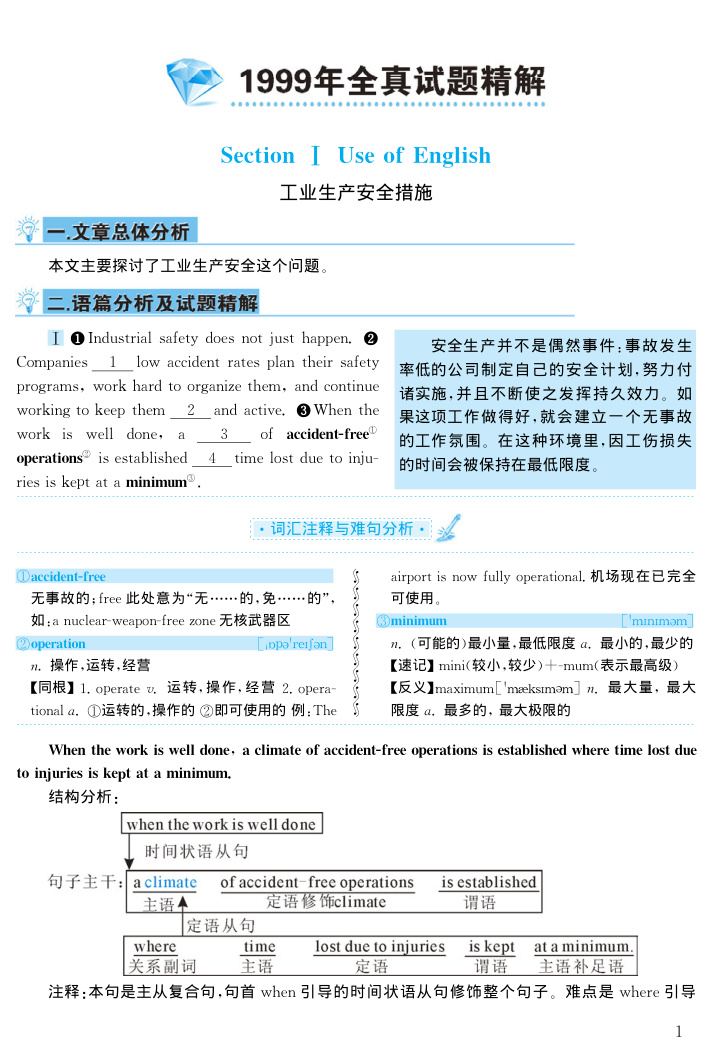 1999年全真试题精解
Section Ⅰ Use of English
工业生产安全措施
一.文章总体分析
本文主要探讨了工业生产安全这个问题。
二.语篇分析及试题精解
Ⅰ ❶Industrial safety does not just happen. ❷
Companies 1 low accident rates plan their safety
programs, work hard to organize them, and continue
working to keep them 2 and active. ❸When the
work is well done, a 3 of accident-free①
operations② is established 4 time lost due to inju-
ries is kept at a minimum③.
安全生产并不是偶然事件:事故发生
率低的公司制定自己的安全计划,努力付
诸实施,并且不断使之发挥持久效力。如
果这项工作做得好,就会建立一个无事故
的工作氛围。在这种环境里,因工伤损失
的时间会被保持在最低限度。
·词汇注释与难句分析·
①accident-free
无事故的;free 此处意为“无……的,免……的”,
如:a nuclear-weapon-free zone 无核武器区
②operation [ˌɒpəˈreɪʃən]
n. 操作,运转,经营
【同根】1. operate v. 运转,操作,经营 2. opera-
tional a. ①运转的,操作的 ②即可使用的 例:The
airport is now fully operational. 机场现在已完全
可使用。
③minimum [ˈmɪnɪməm]
n. (可能的)最小量,最低限度 a. 最小的,最少的
【速记】mini(较小,较少)+-mum(表示最高级)
【反义】maximum[ˈmæksɪməm] n. 最大量, 最大
限度 a. 最多的, 最大极限的
When the work is well done, a climate of accident-free operations is established where time lost due
to injuries is kept at a minimum.
结构分析:
when the work is well done
时间状语从句
句子主干: a climate of accident-free operations is established
主语 定语修饰climate 谓语
定语从句
where time lost due to injuries is kept at a minimum.
关系副词 主语 定语 谓语 主语补足语
注释:本句是主从复合句,句首 when 引导的时间状语从句修饰整个句子。难点是 where 引导
1